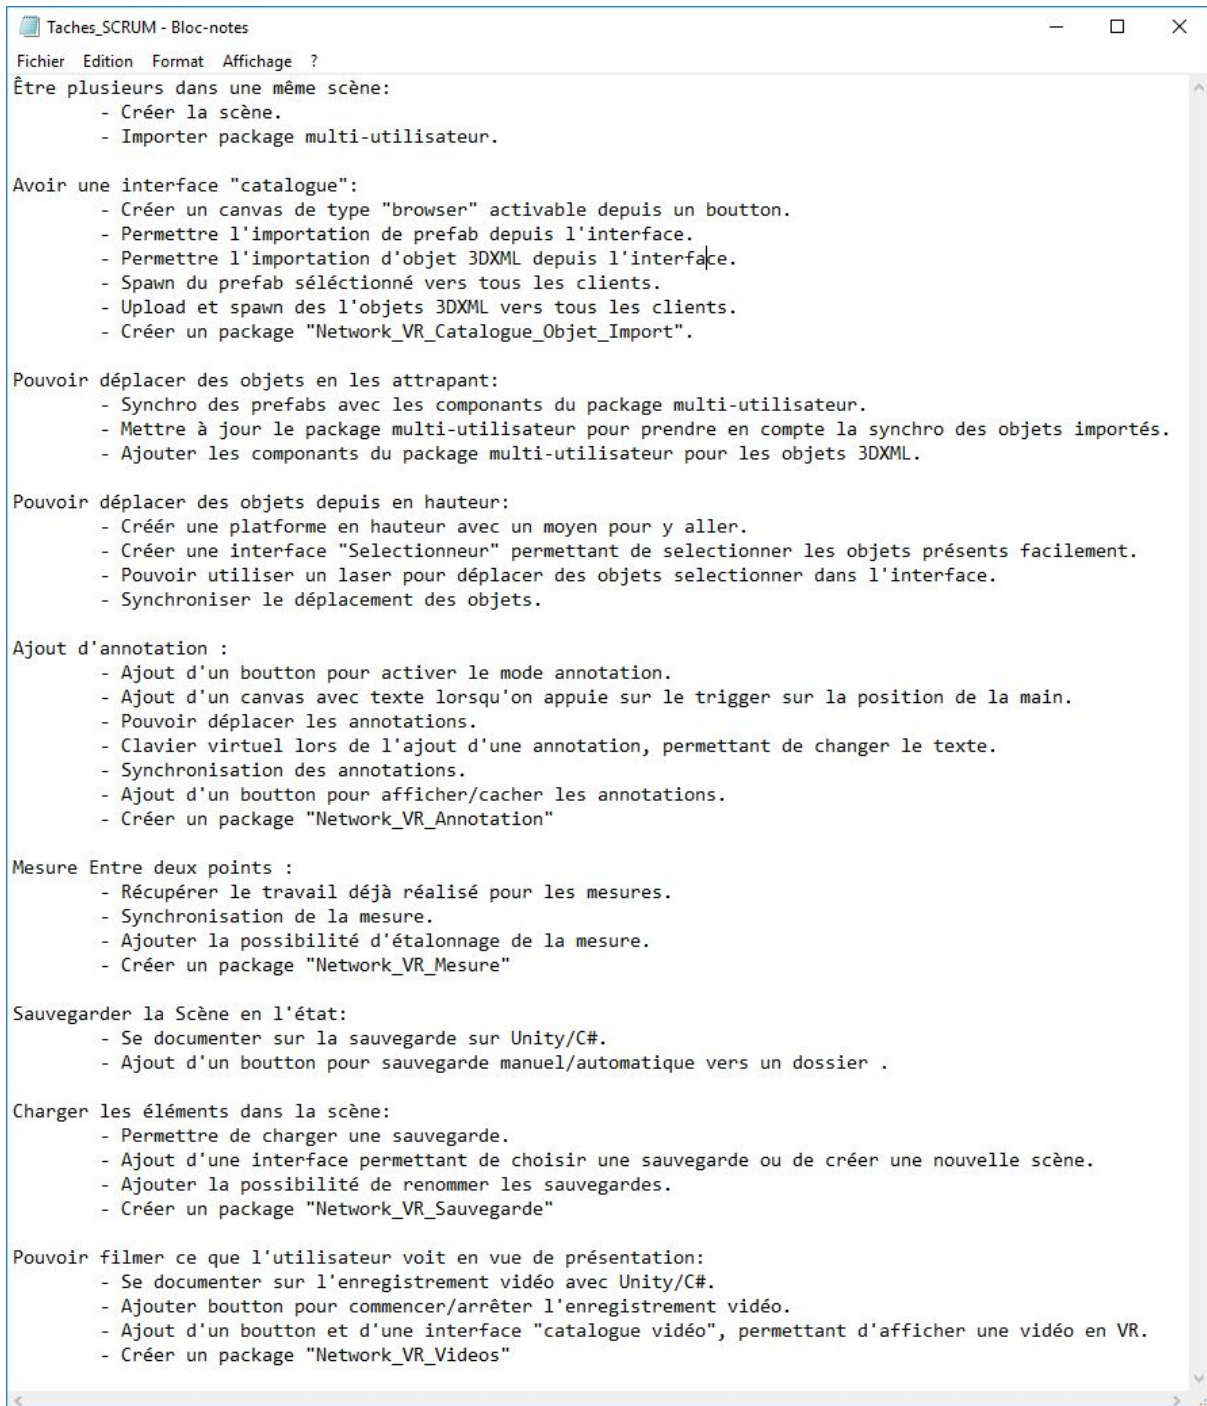 Taches_SCRUM - Bloc-notes
Fichier Edition Format Affichage ?
Être plusieurs dans une même scène:
- Créer la scène.
- Importer package multi-utilisateur.
Avoir une interface "catalogue":
- Créer un canvas de type "browser" activable depuis un boutton.
- Permettre l'importation de prefab depuis l'interface.
- Permettre l'importation d'objet 3DXML depuis l'interface.
- Spawn du prefab séléctionné vers tous les clients.
- Upload et spawn des l'objets 3DXML vers tous les clients.
- Créer un package "Network_VR_Catalogue_Objet_Import".
Pouvoir déplacer des objets en les attrapant:
- Synchro des prefabs avec les componants du package multi-utilisateur.
- Mettre à jour le package multi-utilisateur pour prendre en compte la synchro des objets importés.
- Ajouter les componants du package multi-utilisateur pour les objets 3DXML.
Pouvoir déplacer des objets depuis en hauteur:
- Créér une platforme en hauteur avec un moyen pour y aller.
- Créer une interface "Selectionneur" permettant de selectionner les objets présents facilement.
- Pouvoir utiliser un laser pour déplacer des objets selectionner dans l'interface.
- Synchroniser le déplacement des objets.
Ajout d'annotation :
- Ajout d'un boutton pour activer le mode annotation.
- Ajout d'un canvas avec texte lorsqu'on appuie sur le trigger sur la position de la main.
- Pouvoir déplacer les annotations.
- Clavier virtuel lors de l'ajout d'une annotation, permettant de changer le texte.
- Synchronisation des annotations.
- Ajout d'un boutton pour afficher/cacher les annotations.
- Créer un package "Network_VR_Annotation"
Mesure Entre deux points :
- Récupérer le travail déjà réalisé pour les mesures.
- Synchronisation de la mesure.
- Ajouter la possibilité d'étalonnage de la mesure.
- Créer un package "Network_VR_Mesure"
Sauvegarder la Scène en l'état:
- Se documenter sur la sauvegarde sur Unity/C#.
- Ajout d'un boutton pour sauvegarde manuel/automatique vers un dossier .
Charger les éléments dans la scène:
- Permettre de charger une sauvegarde.
- Ajout d'une interface permettant de choisir une sauvegarde ou de créer une nouvelle scène.
- Ajouter la possibilité de renommer les sauvegardes.
- Créer un package "Network_VR_Sauvegarde"
Pouvoir filmer ce que l'utilisateur voit en vue de présentation:
- Se documenter sur l'enregistrement vidéo avec Unity/C#.
- Ajouter boutton pour commencer/arrêter l'enregistrement vidéo.
- Ajout d'un boutton et d'une interface "catalogue vidéo", permettant d'afficher une vidéo en VR.
- Créer un package "Network_VR_Videos"